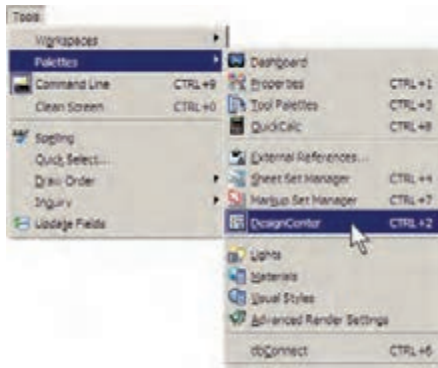 Tools
Workspaces
Palettes
Command Line CTRL+9
Clean Screen CTRL+0
Spelling
Quick Select...
Draw Order
Inquiry
Update Fields
Dashboard
Properties CTRL+1
Tool Palettes CTRL+3
QuickCalc CTRL+8
External References...
Sheet Set Manager CTRL+4
Markup Set Manager CTRL+7
DesignCenter CTRL+2
Lights
Materials
Visual Styles
Advanced Render Settings
dbConnect CTRL+6